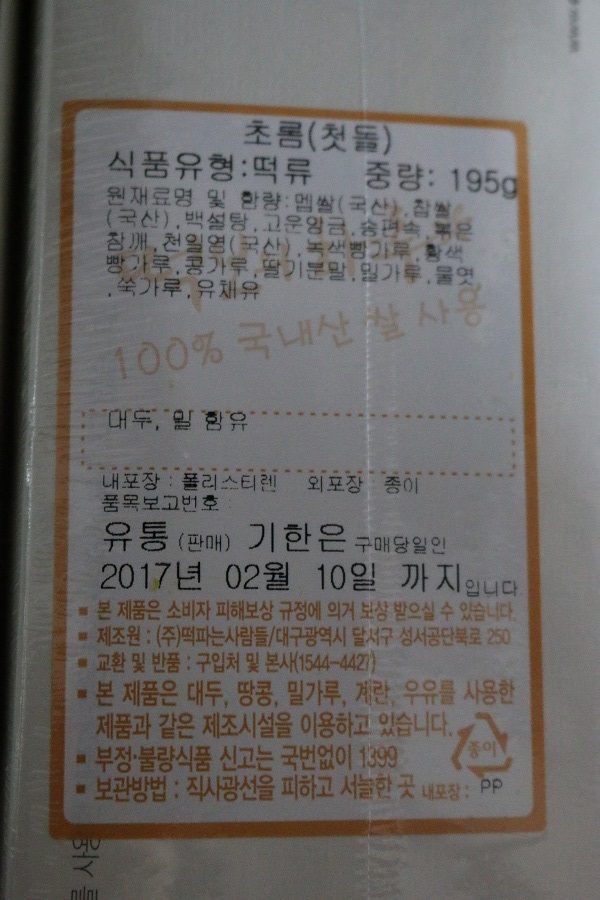 초롬(첫돌)
식품유형:떡류 중량: 195g
원재료명 및 함량:멥쌀(국산),찹쌀
(국산),백설탕,고운앙금,송편속,볶은
참깨,천일염(국산),녹색빵가루,황색
빵가루,콩가루,딸기분말,밀가루,물엿
,쑥가루,유채유
100% 국내산 쌀 사용
대두, 밀 함유
내포장 : 폴리스티렌 외포장 : 종이
품목보고번호 :
유통(판매) 기한은 구매당일인
2017년 02월 10일 까지입니다
▪ 본 제품은 소비자 피해보상 규정에 의거 보상 받으실 수 있습니다.
▪ 제조원 : (주)떡파는사람들/대구광역시 달서구 성서공단북로 250
▪ 교환 및 반품 : 구입처 및 본사(1544-4427)
▪ 본 제품은 대두, 땅콩, 밀가루, 계란, 우유를 사용한
제품과 같은 제조시설을 이용하고 있습니다.
종이
▪ 부정·불량식품 신고는 국번없이 1399
▪ 보관방법 : 직사광선을 피하고 서늘한 곳 내포장 : PP